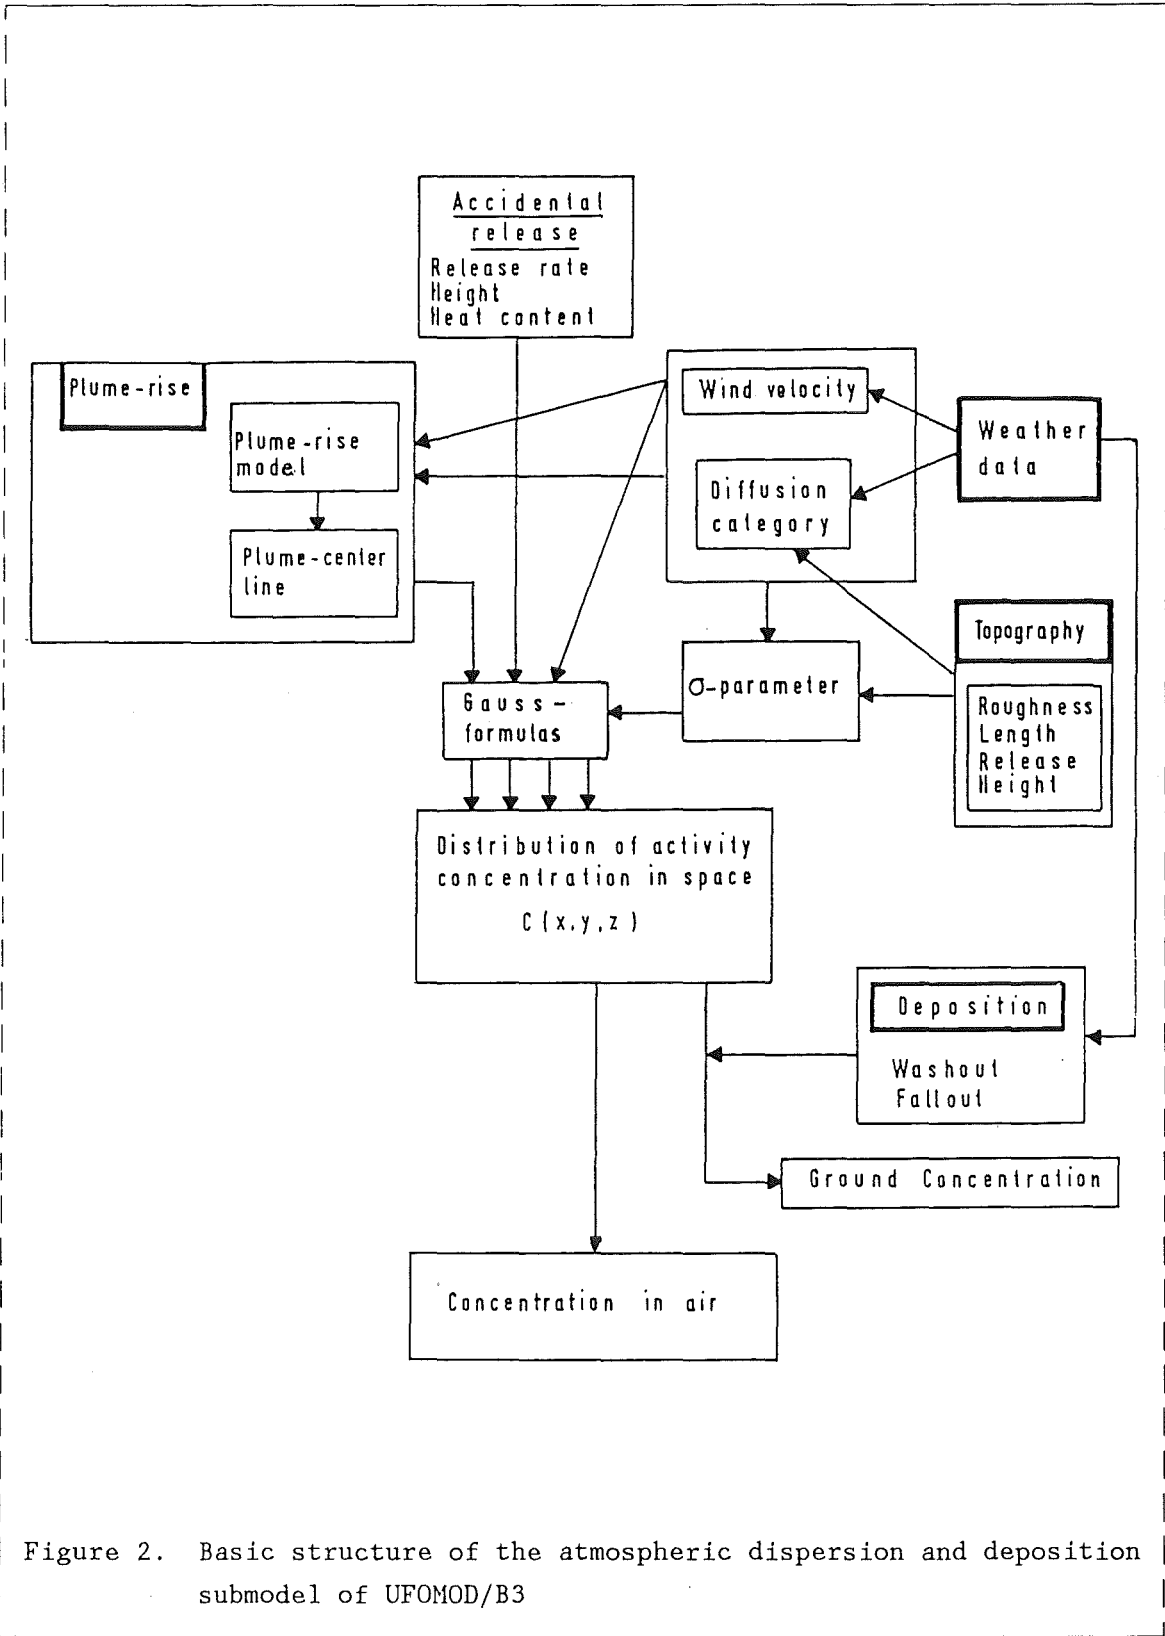 Accidental
release
Release rate
Height
Heat content
Plume-rise
Plume-rise
model
Plume-center
line
Wind velocity
Diffusion
category
Weather
data
Topography
Roughness
Length
Release
Height
σ-parameter
Gauss-
formulas
Distribution of activity
concentration in space
C(x,y,z)
Deposition
Washout
Fallout
Ground Concentration
Concentration in air
Figure 2. Basic structure of the atmospheric dispersion and deposition
submodel of UFOMOD/B3